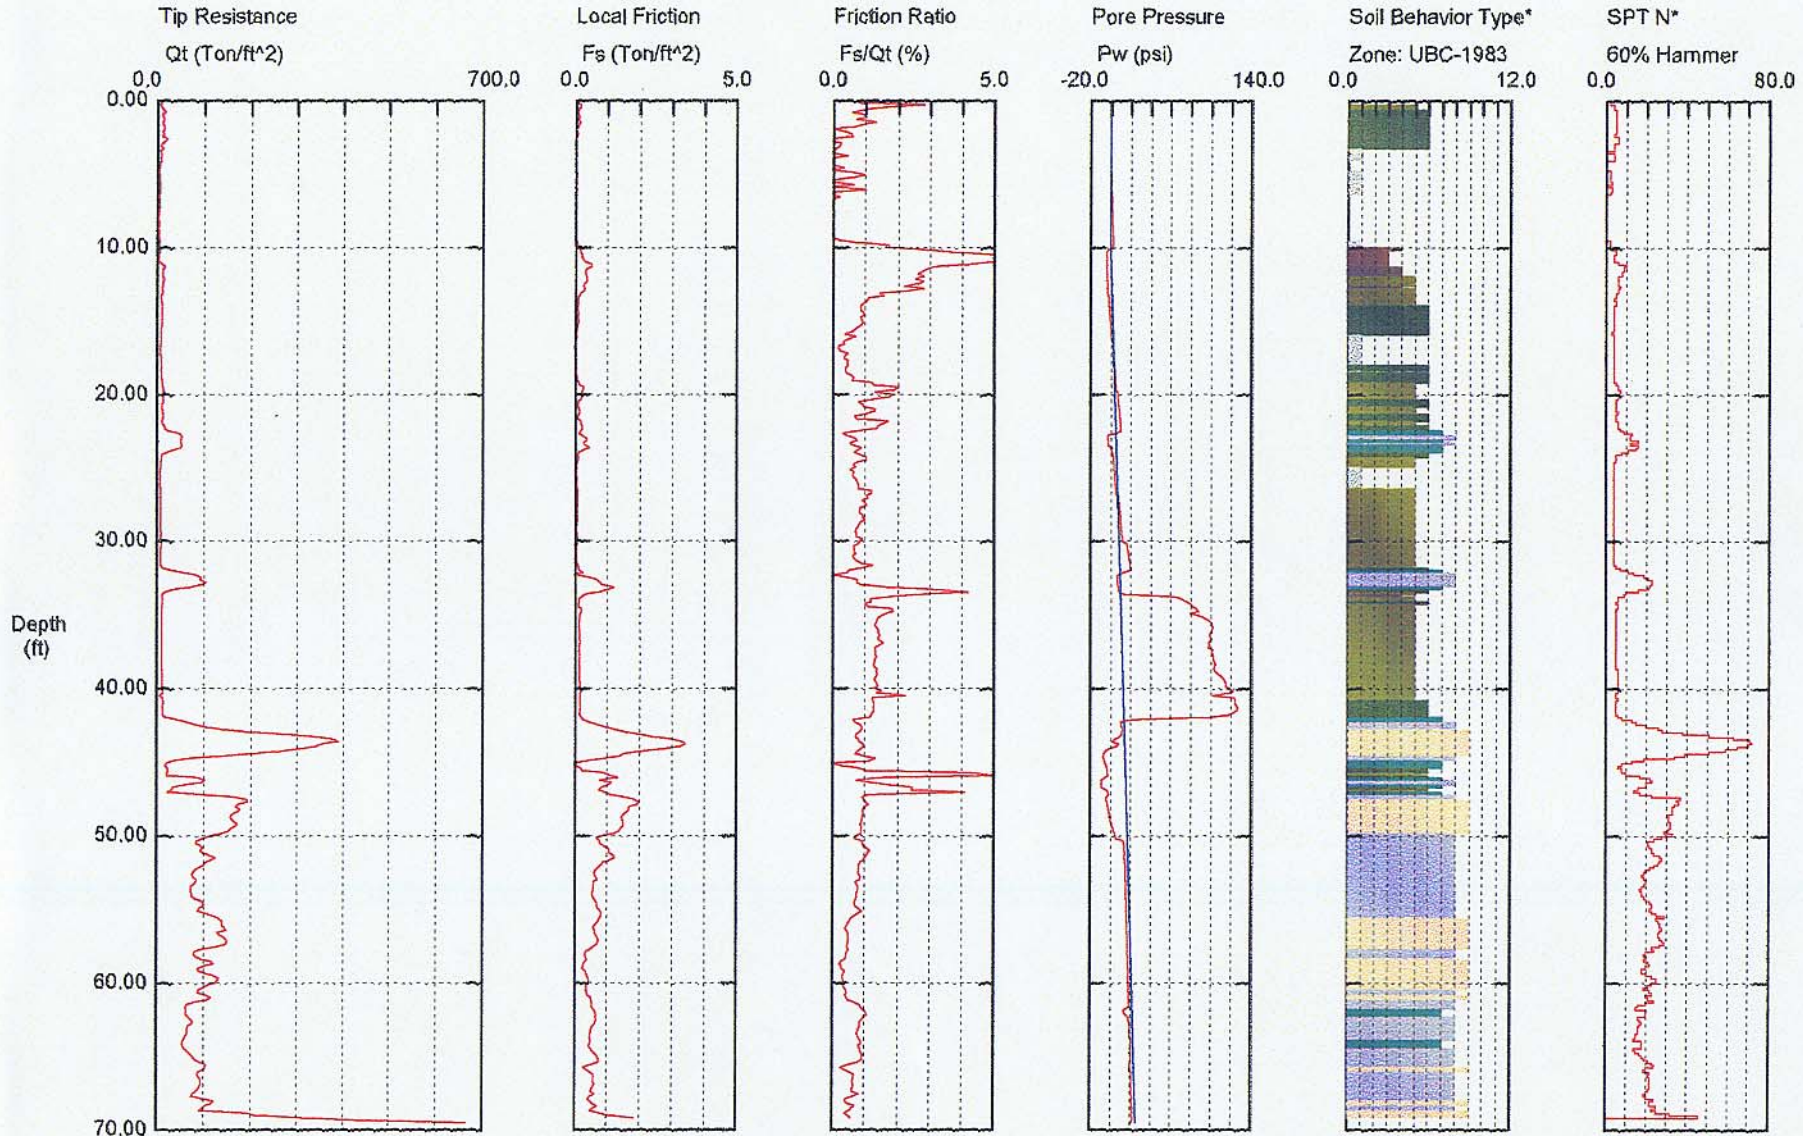 Tip Resistance Local Friction Friction Ratio Pore Pressure Soil Behavior Type* SPT N*
Qt (Ton/ft^2) Fs (Ton/ft^2) Fs/Qt (%) Pw (psi) Zone: UBC-1983 60% Hammer
0.0 700.0 0.0 5.0 0.0 5.0 -20.0 140.0 0.0 12.0 0.0 80.0
0.00
10.00
20.00
30.00
Depth
(ft)
40.00
50.00
60.00
70.00